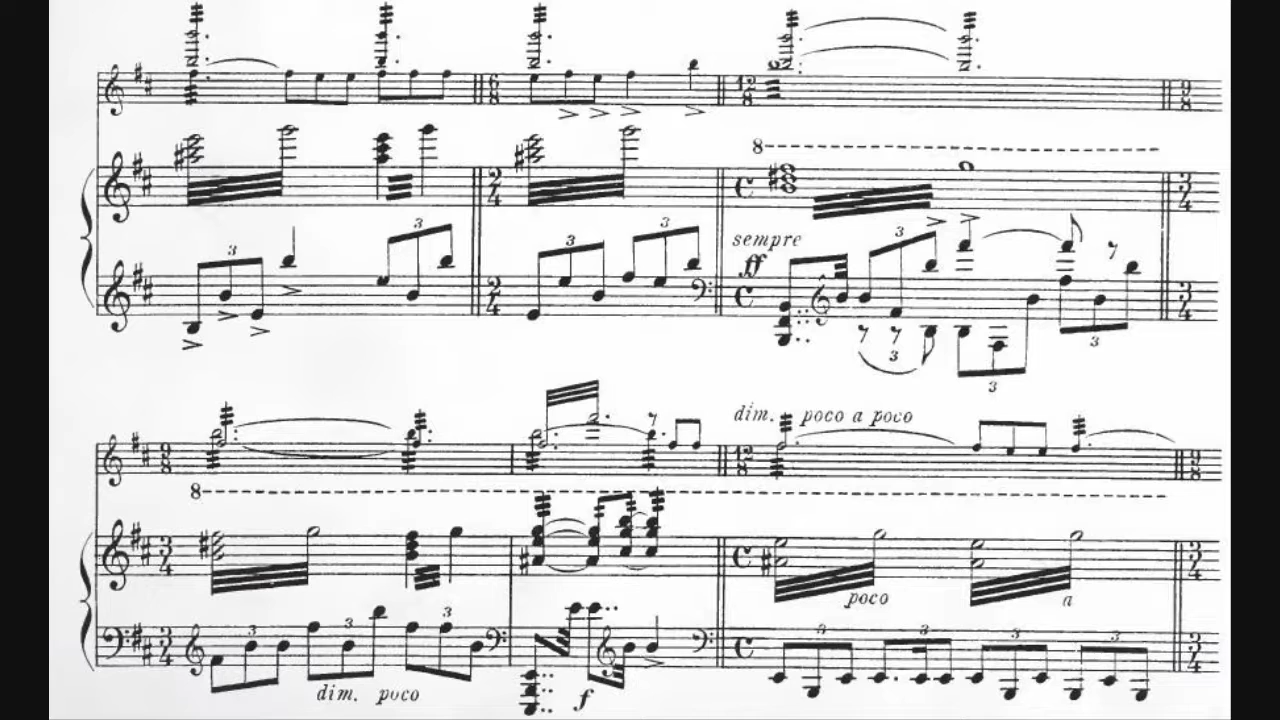 sempre
ff
dim. poco a poco
poco a
dim. poco
f